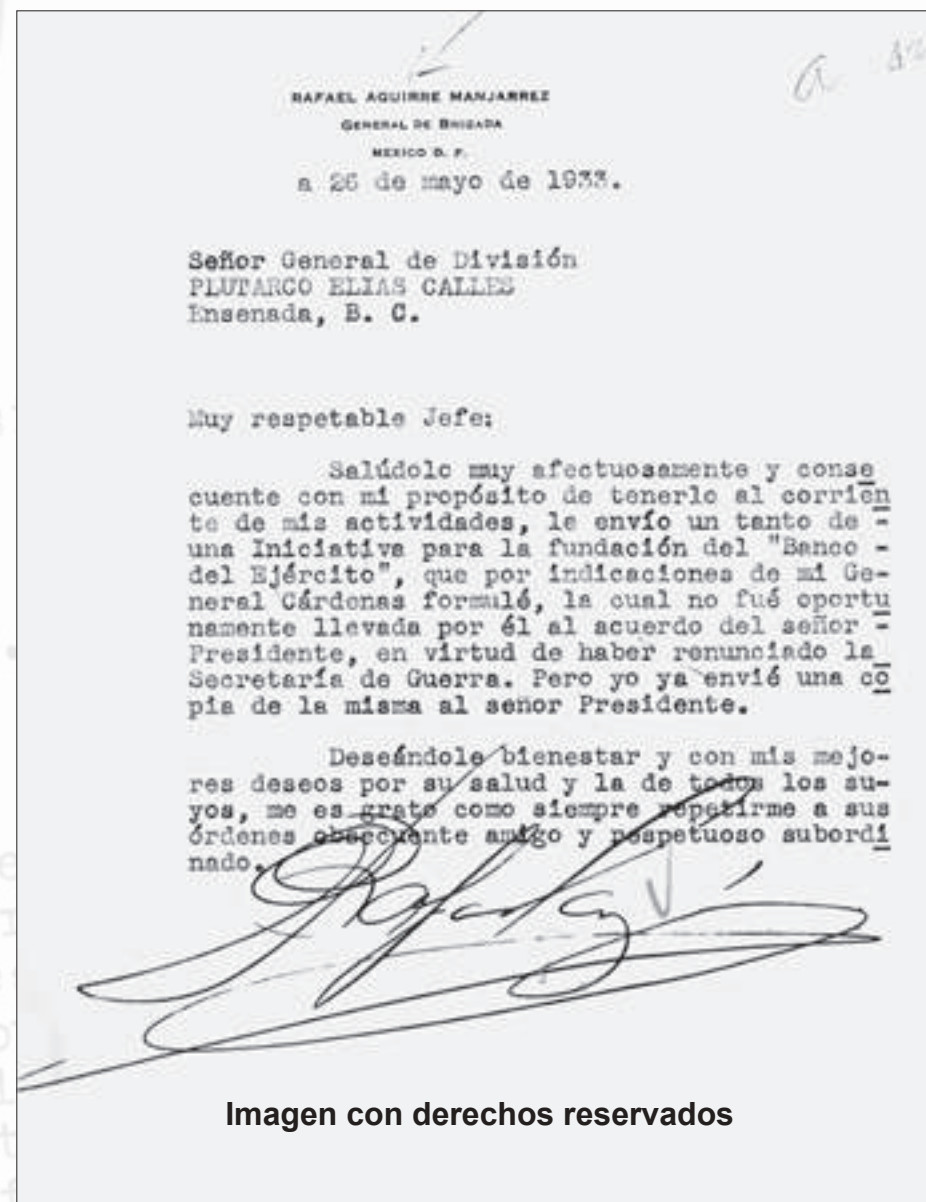 RAFAEL AGUIRRE MANJARREZ
GENERAL DE BRIGADA
MEXICO D. F.
a 26 de mayo de 1933.
Señor General de División
PLUTARCO ELIAS CALLES
Ensenada, B. C.
Muy respetable Jefe:
Salúdolo muy afectuosamente y conse
cuente con mi propósito de tenerlo al corrien
te de mis actividades, le envío un tanto de -
una Iniciativa para la fundación del "Banco -
del Ejército", que por indicaciones de mi Ge-
neral Cárdenas formulé, la cual no fué oportu
namente llevada por él al acuerdo del señor -
Presidente, en virtud de haber renunciado la
Secretaría de Guerra. Pero yo ya envié una co
pia de la misma al señor Presidente.
Deseándole bienestar y con mis mejo-
res deseos por su salud y la de todos los su-
yos, me es grato como siempre repetirme a sus
órdenes obsecuente amigo y respetuoso subordi
nado.
Imagen con derechos reservados